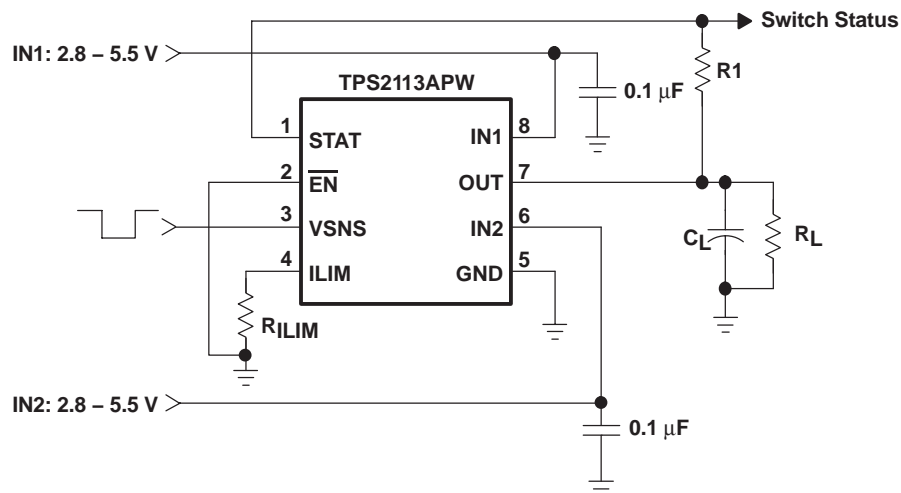 Switch Status
IN1: 2.8 – 5.5 V
R1
TPS2113APW
0.1 μF
1
STAT
IN1
8
2
EN
OUT
7
3
VSNS
IN2
6
4
ILIM
GND
5
CL
RL
RILIM
IN2: 2.8 – 5.5 V
0.1 μF